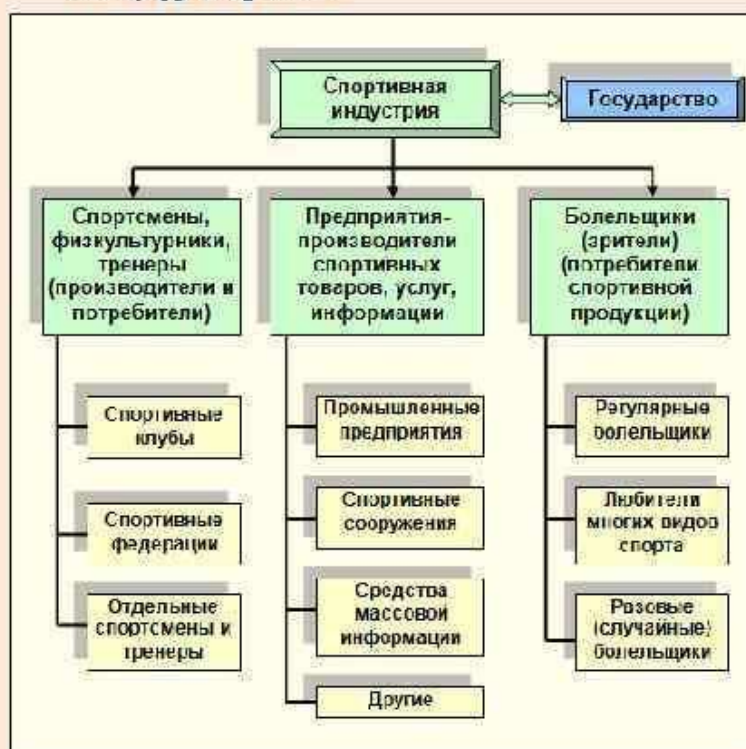 Спортивная
индустрия
Государство
Спортсмены,
физкультурники,
тренеры
(производители и
потребители)
Предприятия-
производители
спортивных
товаров, услуг,
информации
Болельщики
(зрители)
(потребители
спортивной
продукции)
Спортивные
клубы
Спортивные
федерации
Отдельные
спортсмены и
тренеры
Промышленные
предприятия
Спортивные
сооружения
Средства
массовой
информации
Другие
Регулярные
болельщики
Любители
многих видов
спорта
Разовые
(случайные)
болельщики